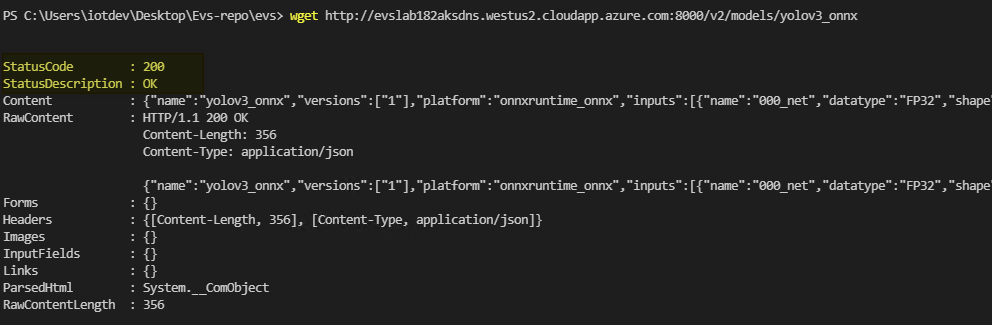 PS C:\Users\iotdev\Desktop\Evs-repo\evs> wget http://evslab182aksdns.westus2.cloudapp.azure.com:8000/v2/models/yolov3_onnx
StatusCode        : 200
StatusDescription : OK
Content           : {"name":"yolov3_onnx","versions":["1"],"platform":"onnxruntime_onnx","inputs":[{"name":"000_net","datatype":"FP32","shape"
RawContent        : HTTP/1.1 200 OK
                    Content-Length: 356
                    Content-Type: application/json
                    {"name":"yolov3_onnx","versions":["1"],"platform":"onnxruntime_onnx","inputs":[{"name":"000_net","datatype":"FP32","shape"
Forms             : {}
Headers           : {[Content-Length, 356], [Content-Type, application/json]}
Images            : {}
InputFields       : {}
Links             : {}
ParsedHtml        : System.__ComObject
RawContentLength  : 356